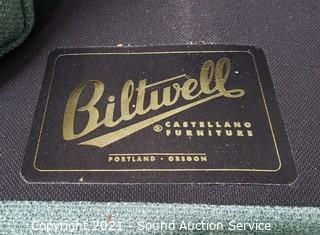 Biltwell
® CASTELLANO
FURNITURE
PORTLAND • OREGON
Copyright 2021 - Sound Auction Service